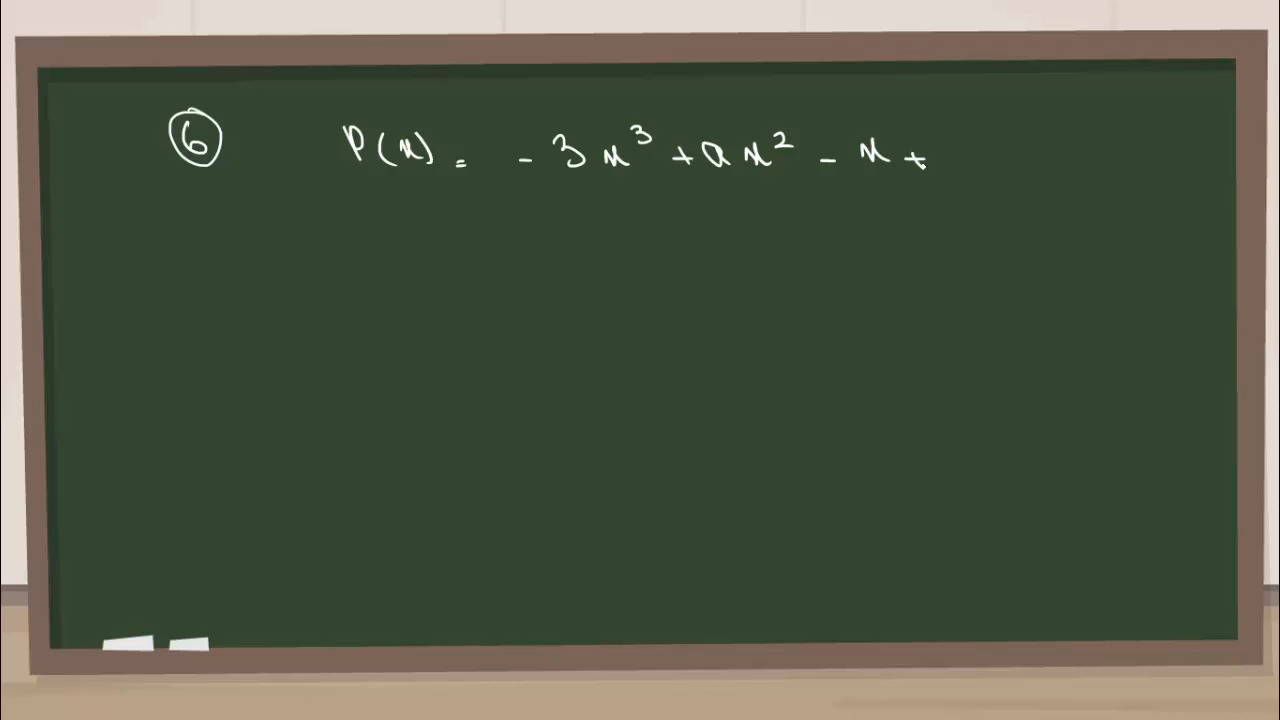 ⑥ P(x) = - 3x³ + ax² - x +